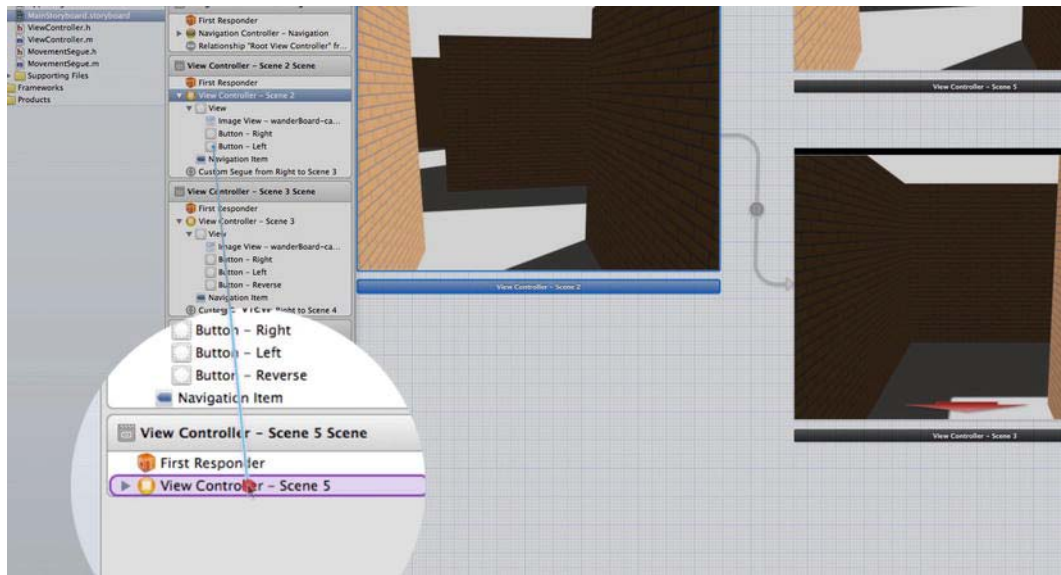 MainStoryboard.storyboard
ViewController.h
ViewController.m
MovementSegue.h
MovementSegue.m
Supporting Files
Frameworks
Products
First Responder
Navigation Controller – Navigation
Relationship "Root View Controller" fr...
View Controller – Scene 2 Scene
First Responder
View Controller – Scene 2
View
Image View – wanderBoard-ca...
Button – Right
Button – Left
Navigation Item
Custom Segue from Right to Scene 3
View Controller – Scene 3 Scene
First Responder
View Controller – Scene 3
View
Image View – wanderBoard-ca...
Button – Right
Button – Left
Button – Reverse
Navigation Item
Right to Scene 4
Button – Right
Button – Left
Button – Reverse
Navigation Item
View Controller – Scene 5 Scene
First Responder
View Controller – Scene 5
View Controller – Scene 2
View Controller – Scene 5
View Controller – Scene 3